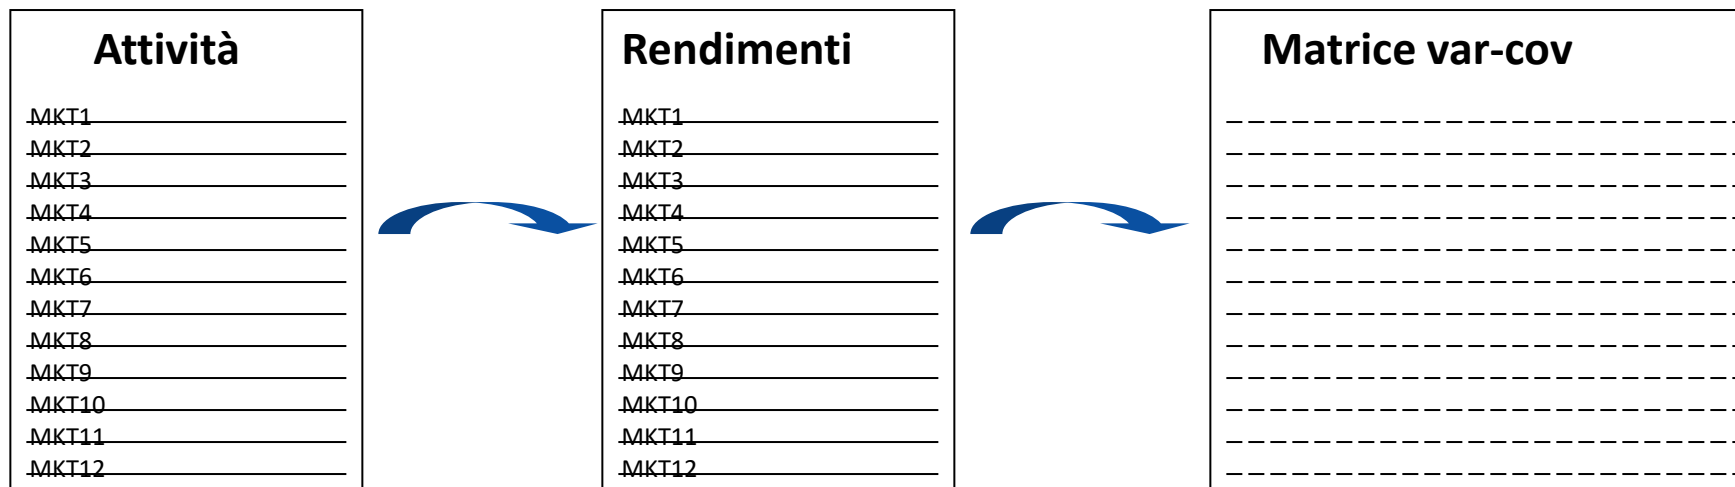 Attività
MKT1
MKT2
MKT3
MKT4
MKT5
MKT6
MKT7
MKT8
MKT9
MKT10
MKT11
MKT12
Rendimenti
MKT1
MKT2
MKT3
MKT4
MKT5
MKT6
MKT7
MKT8
MKT9
MKT10
MKT11
MKT12
Matrice var-cov